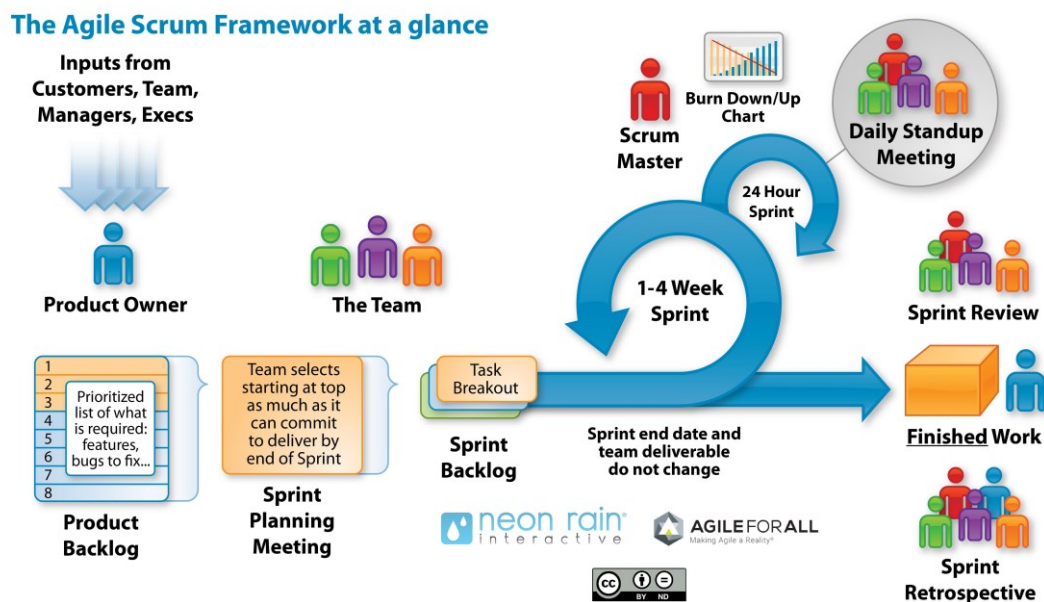 The Agile Scrum Framework at a glance
Inputs from
Customers, Team,
Managers, Execs
Product Owner
The Team
Scrum
Master
Burn Down/Up
Chart
Daily Standup
Meeting
24 Hour
Sprint
1-4 Week
Sprint
Sprint Review
1
2
3
4
5
6
7
8
Prioritized
list of what
is required:
features,
bugs to fix...
Product
Backlog
Team selects
starting at top
as much as it
can commit
to deliver by
end of Sprint
Sprint
Planning
Meeting
Task
Breakout
Sprint
Backlog
Sprint end date and
team deliverable
do not change
Finished Work
Sprint
Retrospective
neon rain®
interactive
AGILEFORALL
Making Agile a Reality®
cc
BY ND